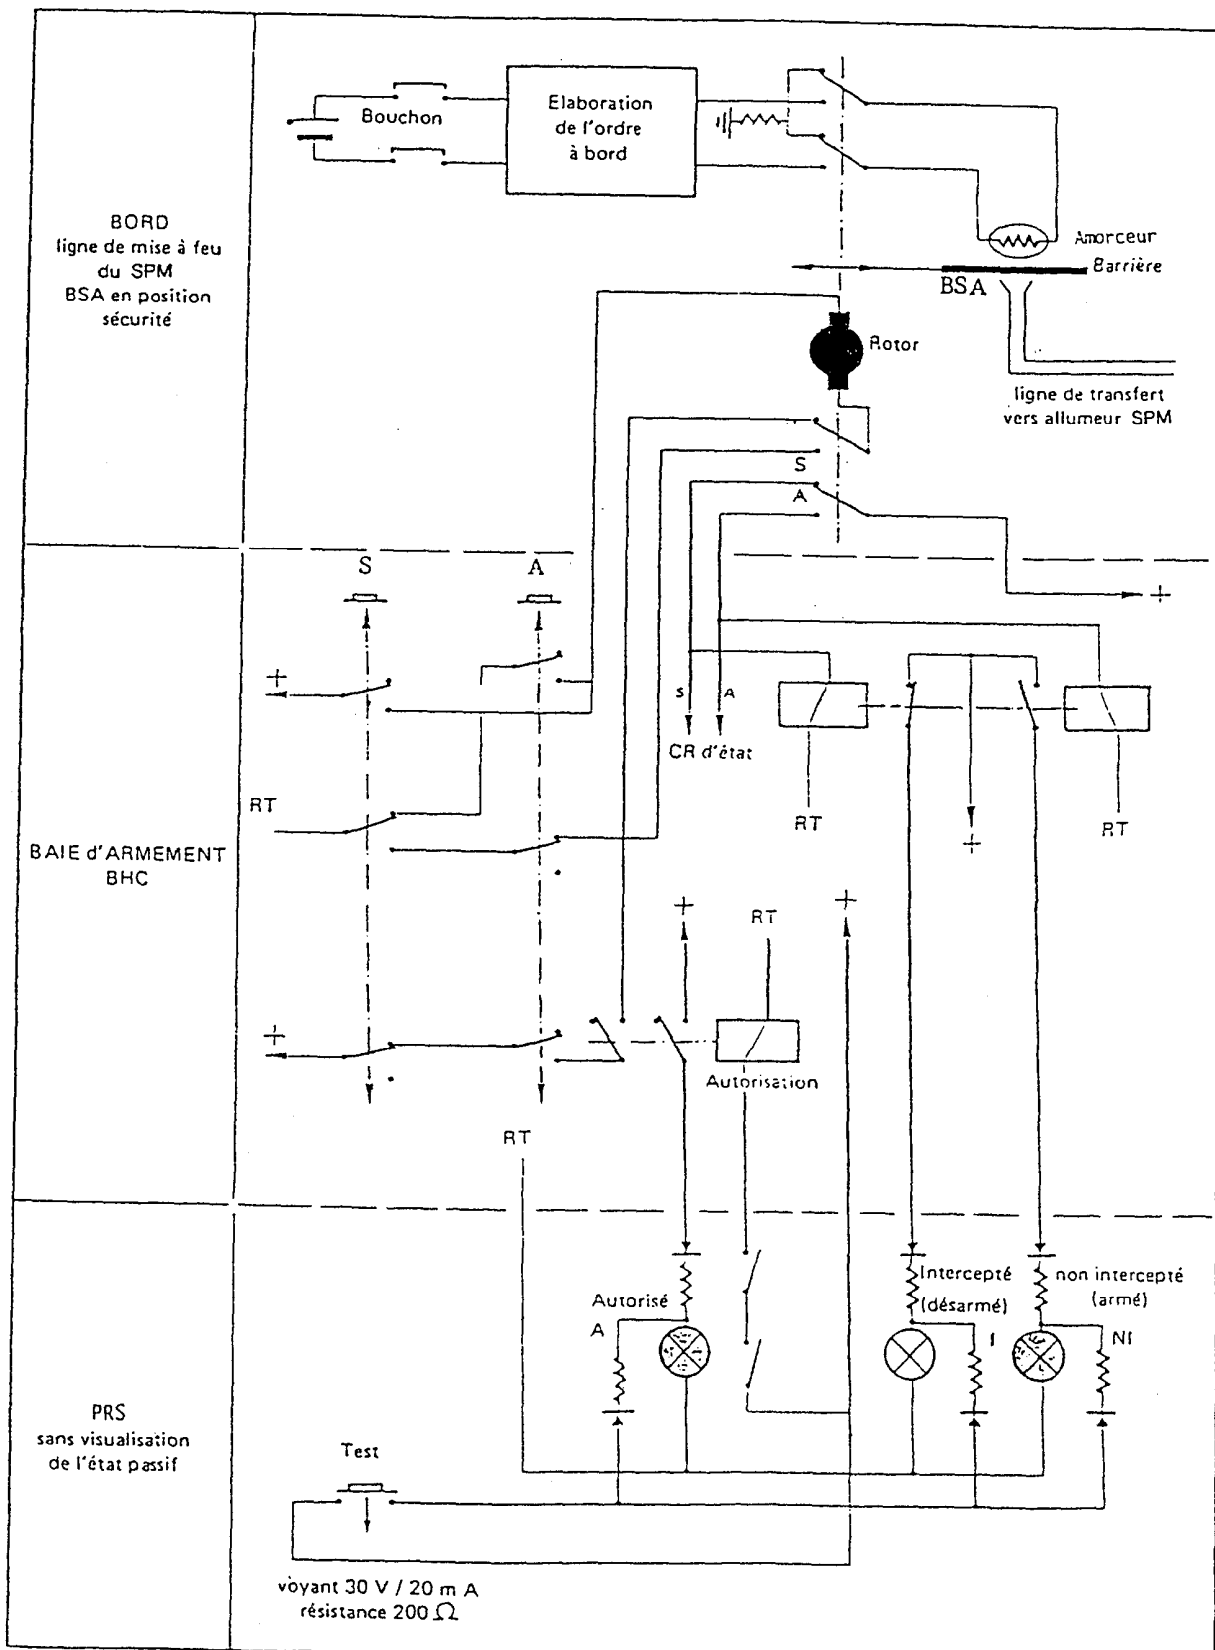 Bouchon
Elaboration
de l'ordre
à bord
BORD
ligne de mise à feu
du SPM
BSA en position
sécurité
Amorceur
Barrière
BSA
Rotor
ligne de transfert
vers allumeur SPM
S
A
S
A
+
+
s
A
CR d'état
RT
RT
RT
+
BAIE d'ARMEMENT
BHC
+
RT
+
+
Autorisation
RT
Intercepté
(désarmé)
non intercepté
(armé)
Autorisé
A
I
NI
PRS
sans visualisation
de l'état passif
Test
voyant 30 V / 20 m A
résistance 200 Ω